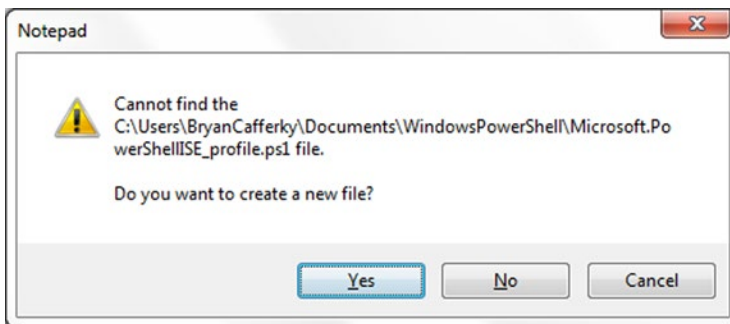 Notepad
Cannot find the
C:\Users\BryanCafferky\Documents\WindowsPowerShell\Microsoft.Po
werShellISE_profile.ps1 file.
Do you want to create a new file?
Yes No Cancel